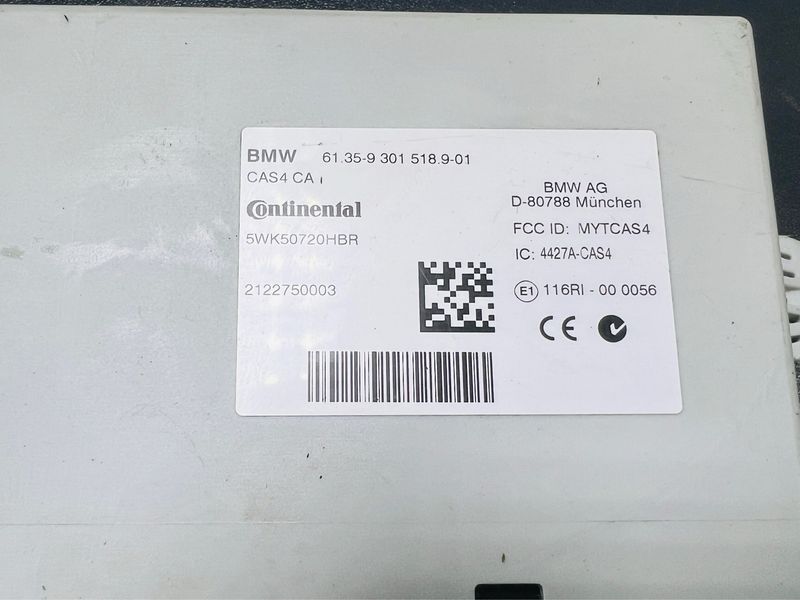 BMW 61.35-9 301 518.9-01
CAS4 CA
Continental
5WK50720HBR
2122750003
BMW AG
D-80788 München
FCC ID: MYTCAS4
IC: 4427A-CAS4
E1 116RI - 00 0056
CE